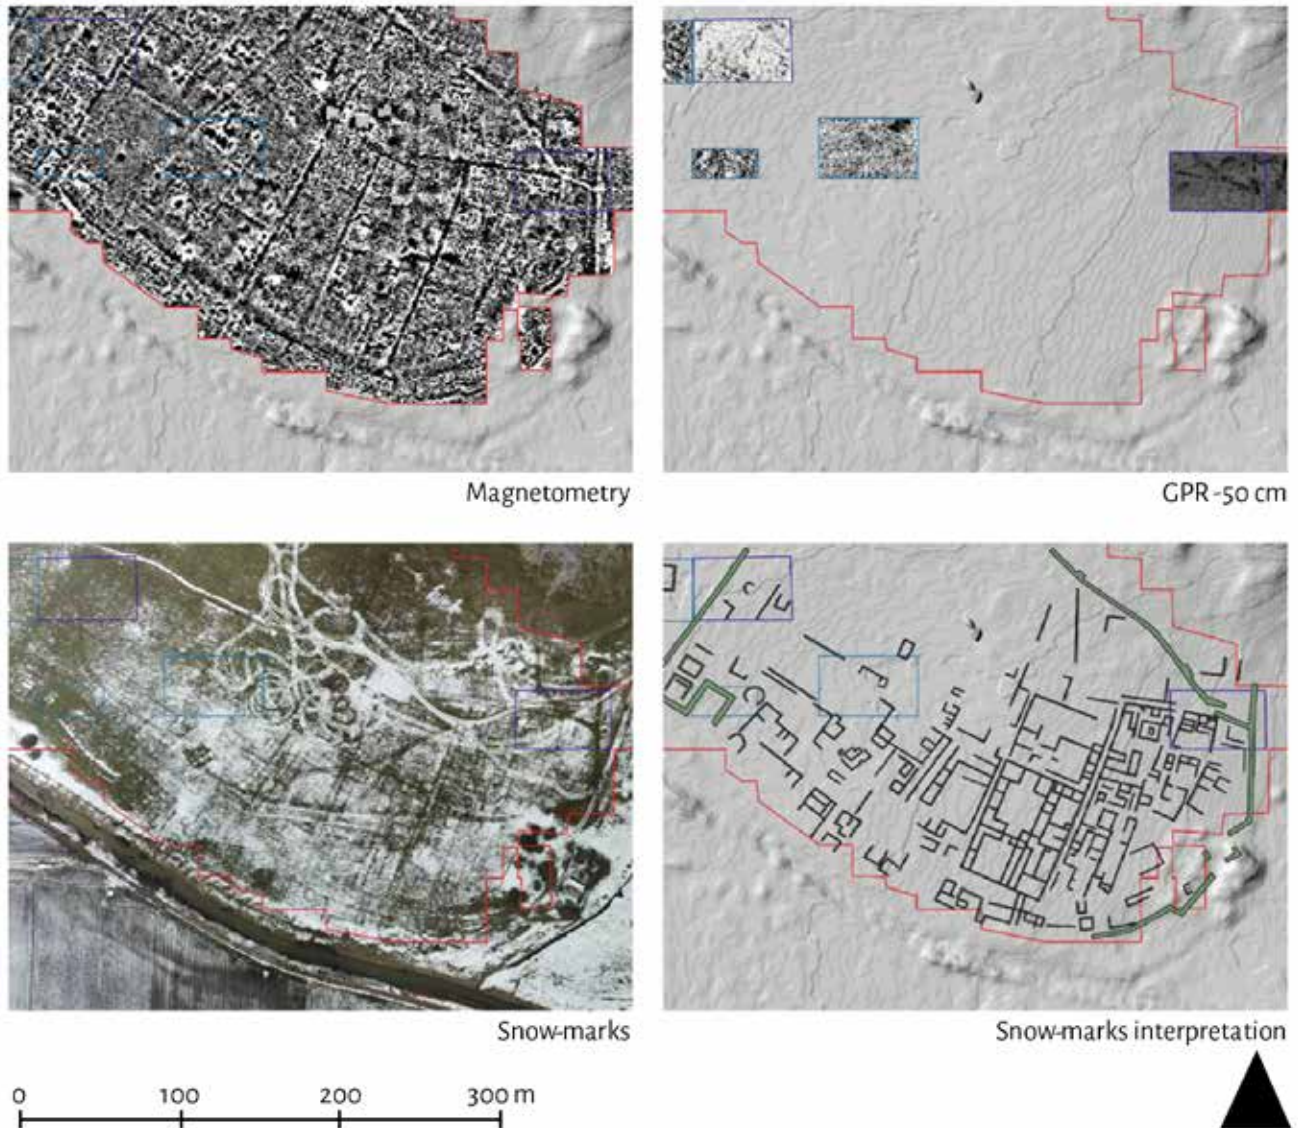 Magnetometry
GPR -50 cm
Snow-marks
Snow-marks interpretation
0 100 200 300 m